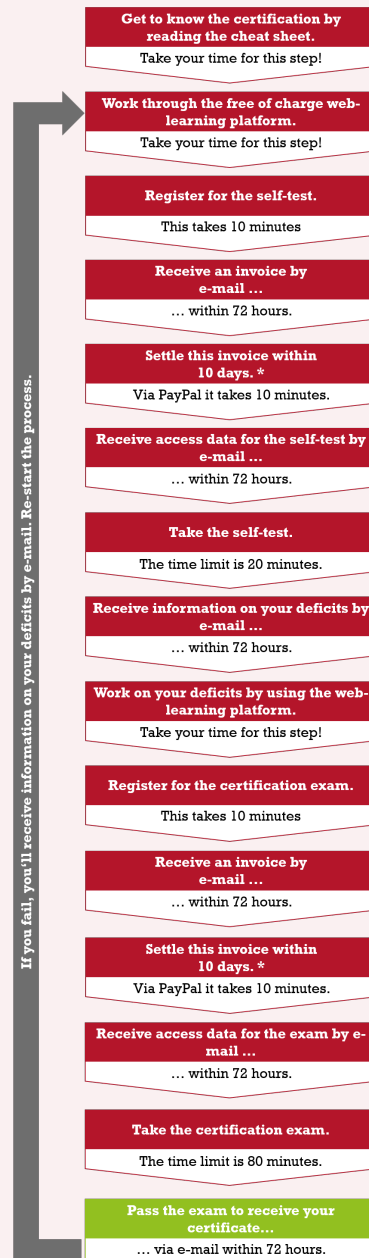 Get to know the certification by
reading the cheat sheet.
Take your time for this step!
Work through the free of charge web-
learning platform.
Take your time for this step!
Register for the self-test.
This takes 10 minutes
Receive an invoice by
e-mail ...
... within 72 hours.
Settle this invoice within
10 days. *
Via PayPal it takes 10 minutes.
Receive access data for the self-test by
e-mail ...
... within 72 hours.
Take the self-test.
The time limit is 20 minutes.
Receive information on your deficits by
e-mail ...
... within 72 hours.
Work on your deficits by using the web-
learning platform.
Take your time for this step!
Register for the certification exam.
This takes 10 minutes
Receive an invoice by
e-mail ...
... within 72 hours.
Settle this invoice within
10 days. *
Via PayPal it takes 10 minutes.
Receive access data for the exam by e-
mail ...
... within 72 hours.
Take the certification exam.
The time limit is 80 minutes.
Pass the exam to receive your
certificate...
... via e-mail within 72 hours.
If you fail, you'll receive information on your deficits by e-mail. Re-start the process.